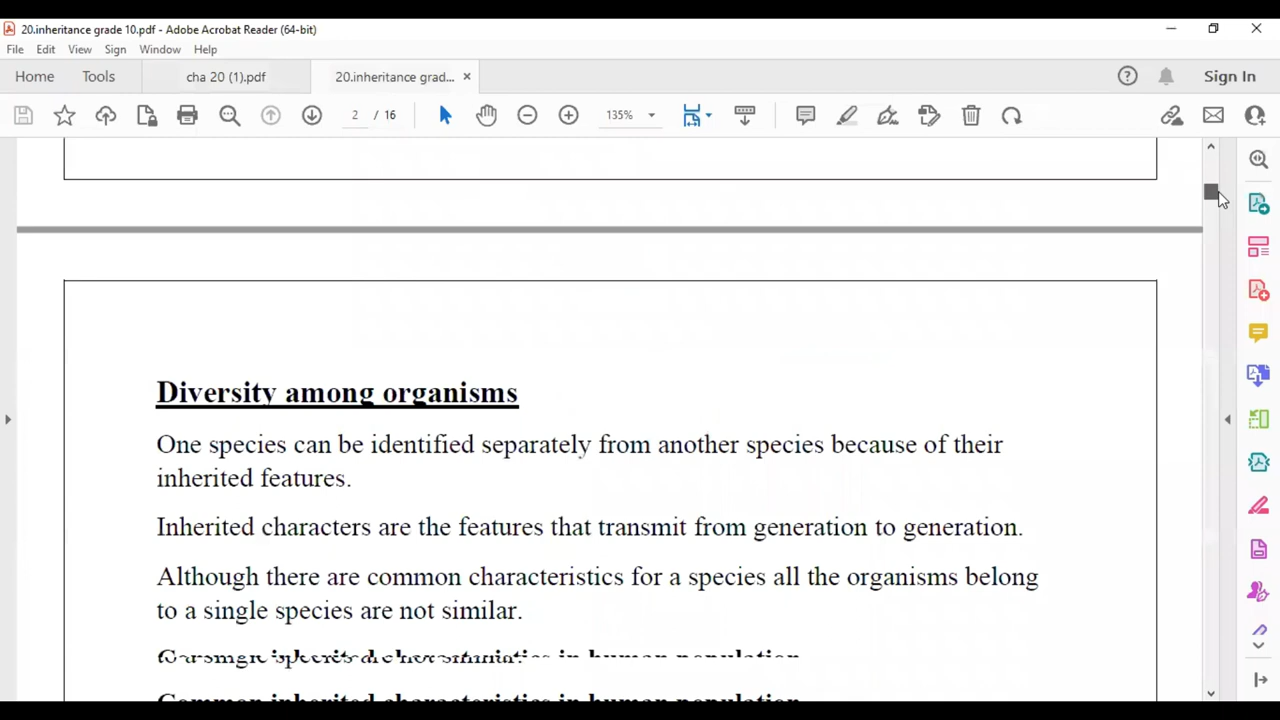 20.inheritance grade 10.pdf - Adobe Acrobat Reader (64-bit)
File Edit View Sign Window Help
Home Tools cha 20 (1).pdf 20.inheritance grad... × Sign In
2 / 16 135%
Diversity among organisms
One species can be identified separately from another species because of their
inherited features.
Inherited characters are the features that transmit from generation to generation.
Although there are common characteristics for a species all the organisms belong
to a single species are not similar.
Common inherited characteristics in human population